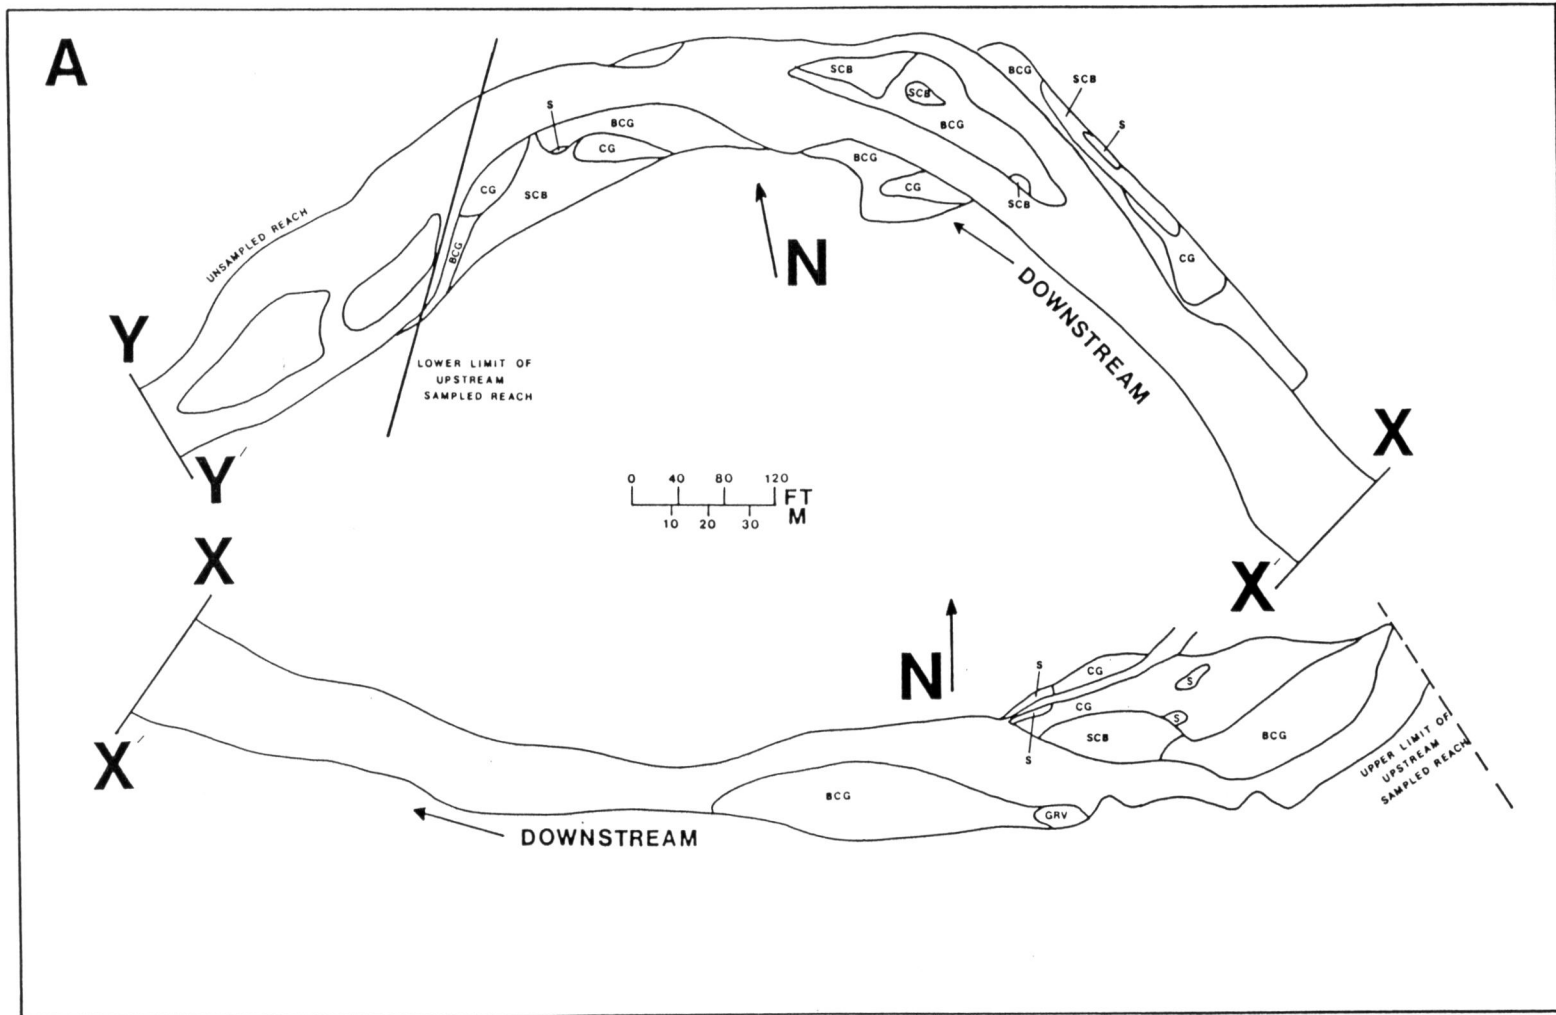 A
SCB
BCG
SCB
S
SCB
BCG
S
BCG
BCG
CG
BCG
CG
SCB
CG
SCB
CG
BCG
UNSAMPLED REACH
N
DOWNSTREAM
Y
LOWER LIMIT OF
UPSTREAM
SAMPLED REACH
Y′
X
0 40 80 120
FT
10 20 30
M
X
X′
N
S
CG
S
CG
S
SCB
BCG
S
UPPER LIMIT OF
UPSTREAM
SAMPLED REACH
X′
BCG
GRV
DOWNSTREAM